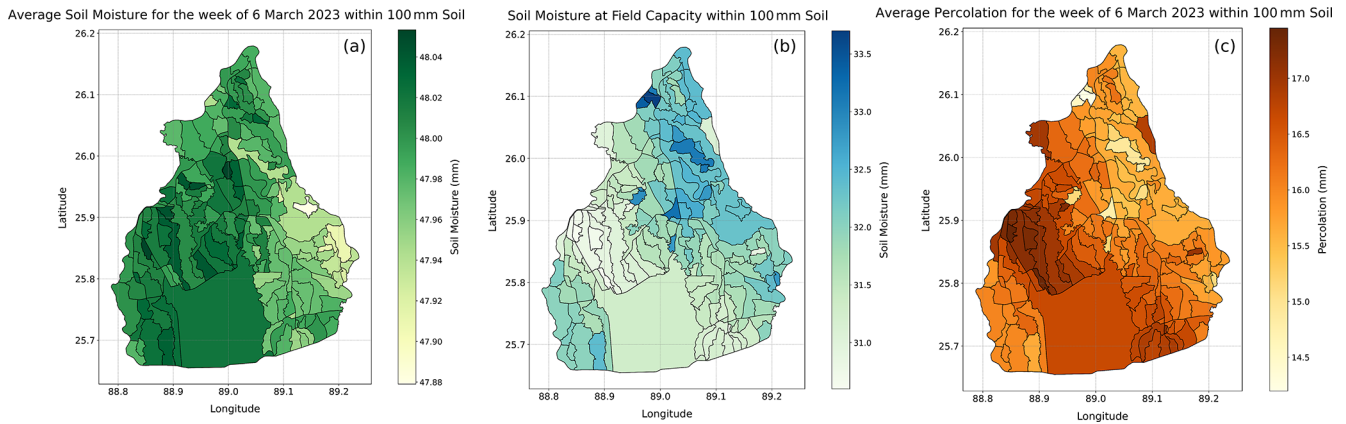 Average Soil Moisture for the week of 6 March 2023 within 100 mm Soil
(a)
26.2
26.1
26.0
25.9
25.8
25.7
Latitude
88.8 88.9 89.0 89.1 89.2
Longitude
48.04
48.02
48.00
47.98
47.96
47.94
47.92
47.90
47.88
Soil Moisture (mm)
Soil Moisture at Field Capacity within 100 mm Soil
(b)
26.2
26.1
26.0
25.9
25.8
25.7
Latitude
88.8 88.9 89.0 89.1 89.2
Longitude
33.5
33.0
32.5
32.0
31.5
31.0
Soil Moisture (mm)
Average Percolation for the week of 6 March 2023 within 100 mm Soil
(c)
26.2
26.1
26.0
25.9
25.8
25.7
Latitude
88.8 88.9 89.0 89.1 89.2
Longitude
17.0
16.5
16.0
15.5
15.0
14.5
Percolation (mm)